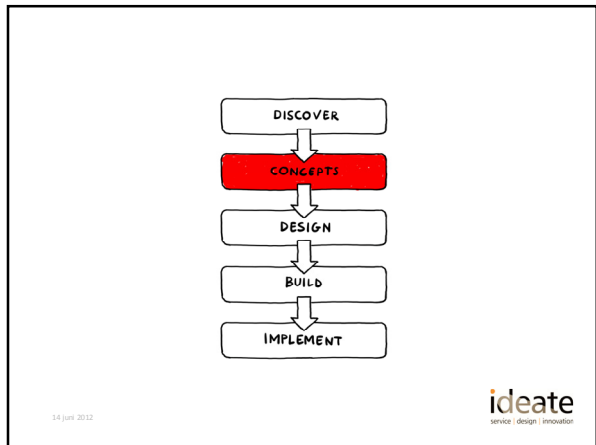 DISCOVER
CONCEPTS
DESIGN
BUILD
IMPLEMENT
14 juni 2012
ideate
service | design | innovation